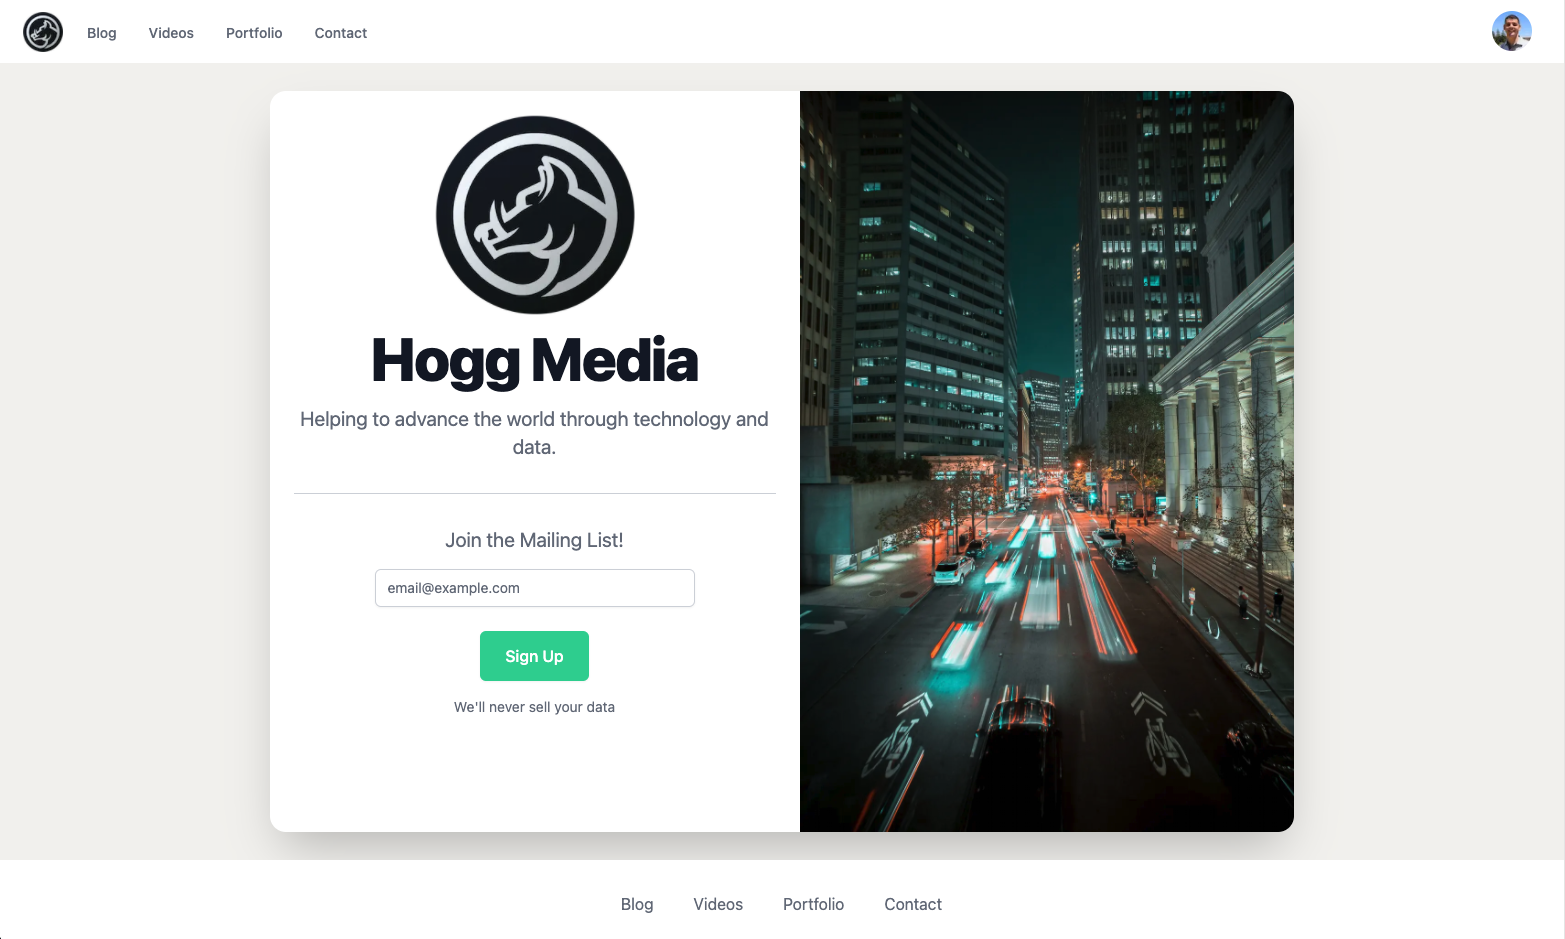 Blog Videos Portfolio Contact
Hogg Media
Helping to advance the world through technology and
data.
Join the Mailing List!
email@example.com
Sign Up
We'll never sell your data
Blog Videos Portfolio Contact